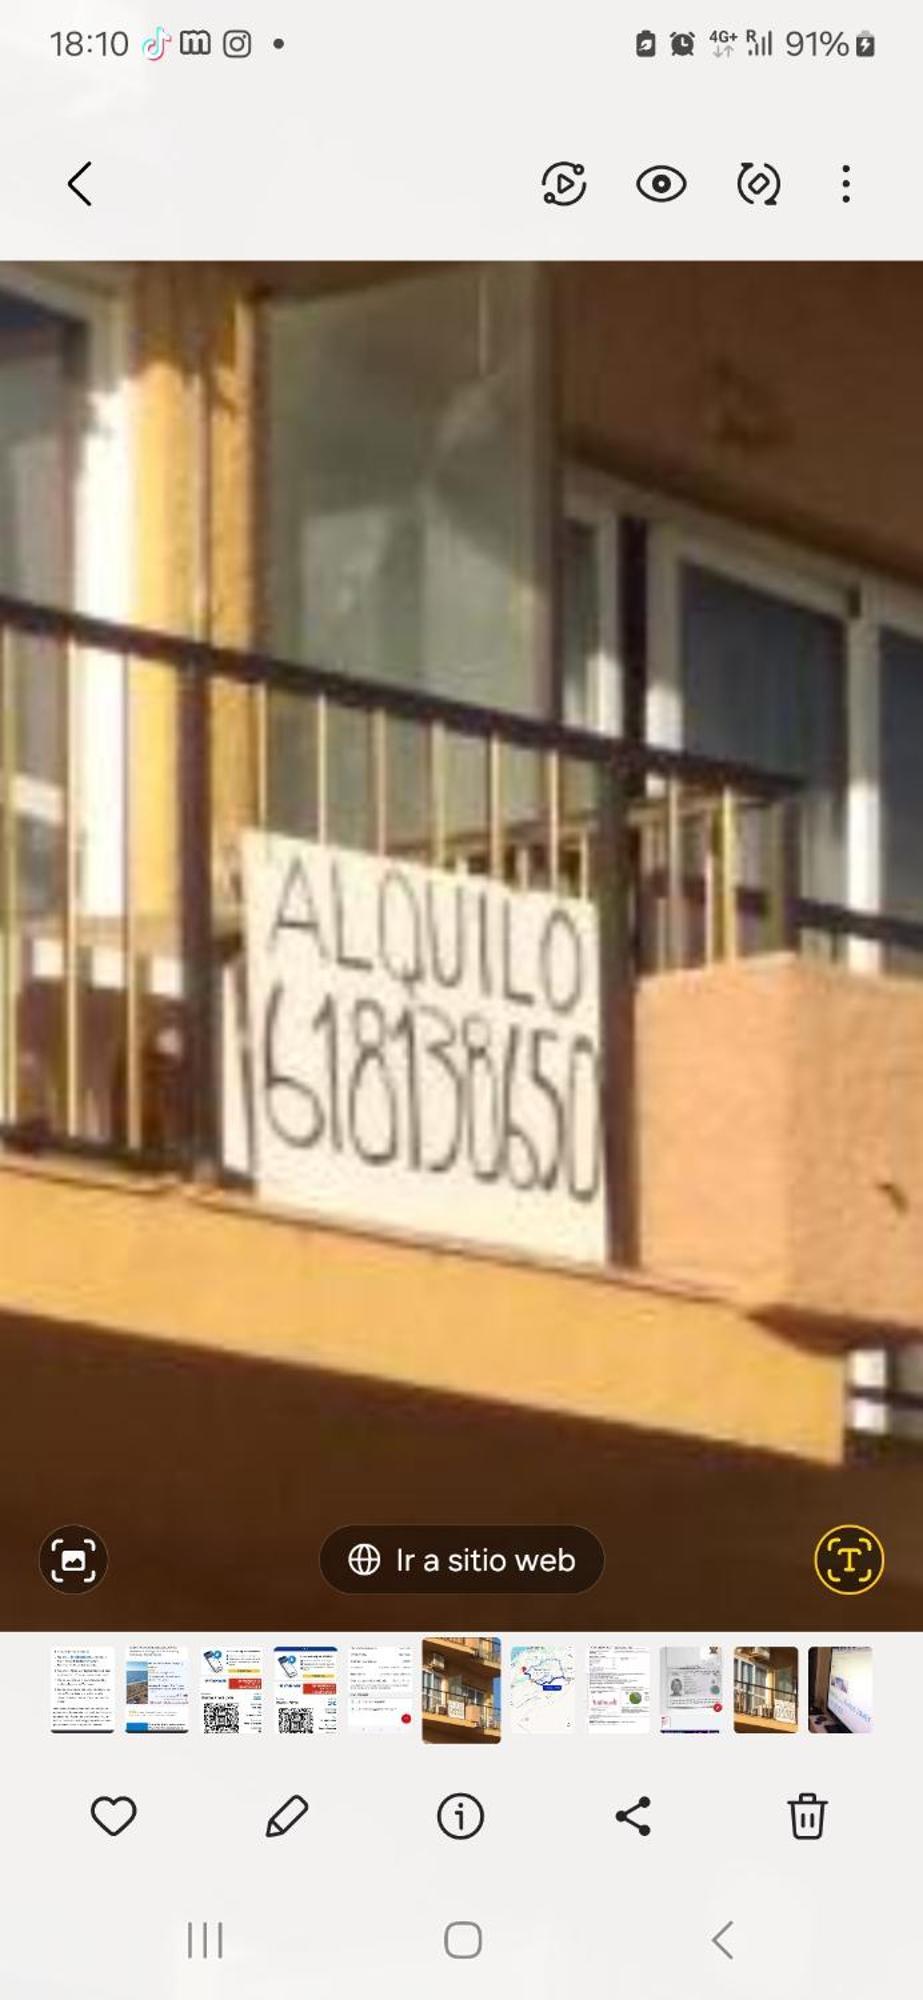 18:10
4G+
R
91%
ALQUILO
618138650
Ir a sitio web
T